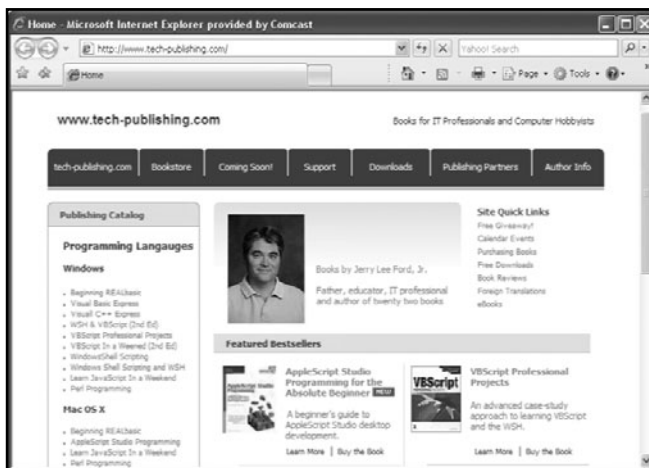 Home - Microsoft Internet Explorer provided by Comcast
http://www.tech-publishing.com/
Yahoo! Search
Home
Page
Tools
www.tech-publishing.com
Books for IT Professionals and Computer Hobbyists
tech-publishing.com Bookstore Coming Soon! Support Downloads Publishing Partners Author Info
Publishing Catalog
Programming Langauges
Windows
Beginning REALbasic
Visual Basic Express
Visuall C++ Express
WSH & VBScript (2nd Ed)
VBScript Professional Projects
VBScript In a Weened (2nd Ed)
WindowsShell Scripting
Windows Shell Scripting and WSH
Learn JavaScript In a Weekend
Perl Programming
Mac OS X
Beginning REALbasic
AppleScript Studio Programming
Learn JavaScript In a Weekend
Perl Programming
Books by Jerry Lee Ford, Jr.
Father, educator, IT professional
and author of twenty two books
Site Quick Links
Free Giveaway!
Calendar Events
Purchasing Books
Free Downloads
Book Reviews
Foreign Translations
eBooks
Featured Bestsellers
AppleScript Studio
Programming for the
Absolute Beginner NEW
A beginner's guide to
AppleScript Studio desktop
development.
Learn More | Buy the Book
VBScript
VBScript Professional
Projects
An advanced case-study
approach to learning VBScript
and the WSH.
Learn More | Buy the Book